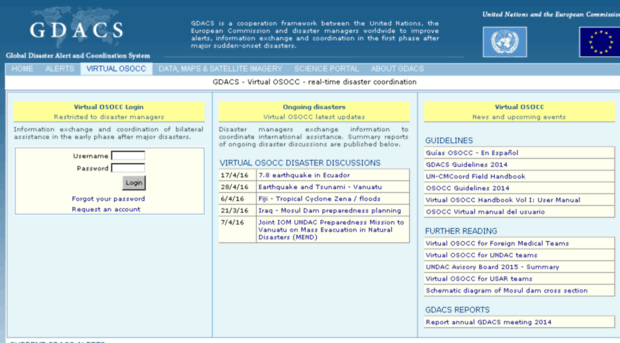 GDACS
Global Disaster Alert and Coordination System
GDACS is a cooperation framework between the United Nations, the
European Commission and disaster managers worldwide to improve
alerts, information exchange and coordination in the first phase after
major sudden-onset disasters.
United Nations and the European Commission
HOME ALERTS VIRTUAL OSOCC DATA, MAPS & SATELLITE IMAGERY SCIENCE PORTAL ABOUT GDACS
GDACS - Virtual OSOCC - real-time disaster coordination
Virtual OSOCC Login
Restricted to disaster managers
Information exchange and coordination of bilateral
assistance in the early phase after major disasters.
Username
Password
Login
Forgot your password
Request an account
Ongoing disasters
Virtual OSOCC latest updates
Disaster managers exchange information to
coordinate international assistance. Summary reports
of ongoing disaster discussions are published below.
VIRTUAL OSOCC DISASTER DISCUSSIONS
17/4/16 7.8 earthquake in Ecuador
28/4/16 Earthquake and Tsunami - Vanuatu
6/4/16 Fiji - Tropical Cyclone Zena / floods
21/3/16 Iraq - Mosul Dam preparedness planning
7/4/16 Joint IOM UNDAC Preparedness Mission to
Vanuatu on Mass Evacuation in Natural
Disasters (MEND)
Virtual OSOCC
News and upcoming events
GUIDELINES
Guías OSOCC - En Español
GDACS Guidelines 2014
UN-CMCoord Field Handbook
OSOCC Guidelines 2014
Virtual OSOCC Handbook Vol I: User Manual
OSOCC Virtual manual del usuario
FURTHER READING
Virtual OSOCC for Foreign Medical Teams
Virtual OSOCC for UNDAC teams
UNDAC Avisory Board 2015 - Summary
Virtual OSOCC for USAR teams
Schematic diagram of Mosul dam cross section
GDACS REPORTS
Report annual GDACS meeting 2014